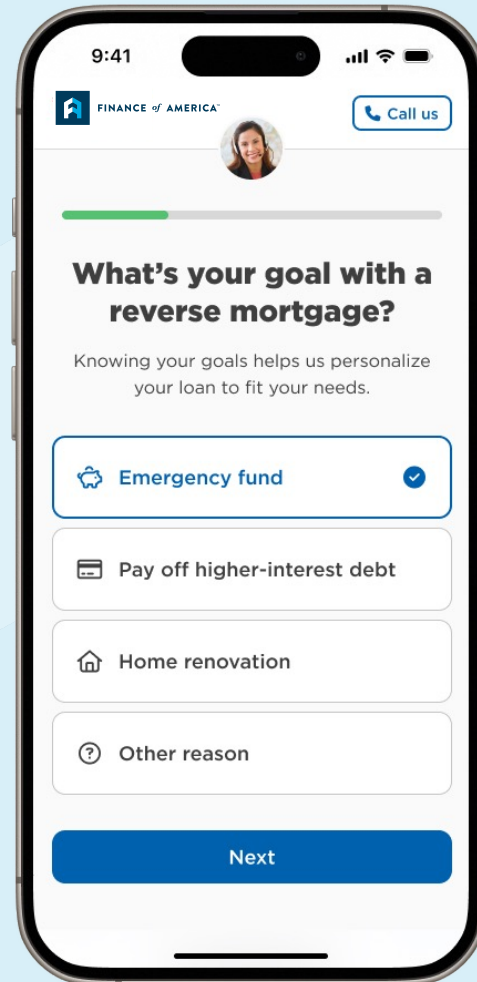 9:41
FINANCE of AMERICA
Call us
What's your goal with a
reverse mortgage?
Knowing your goals helps us personalize
your loan to fit your needs.
Emergency fund
Pay off higher-interest debt
Home renovation
Other reason
Next